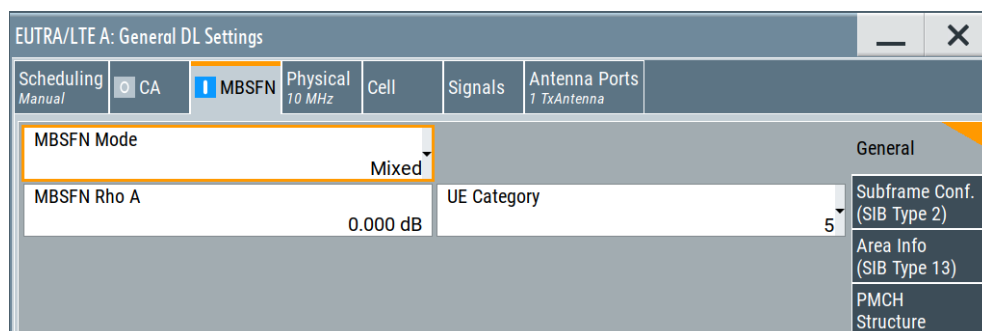 EUTRA/LTE A: General DL Settings
Scheduling
Manual
O CA
I MBSFN
Physical
10 MHz
Cell
Signals
Antenna Ports
1 TxAntenna
MBSFN Mode
Mixed
MBSFN Rho A
0.000 dB
UE Category
5
General
Subframe Conf.
(SIB Type 2)
Area Info
(SIB Type 13)
PMCH
Structure